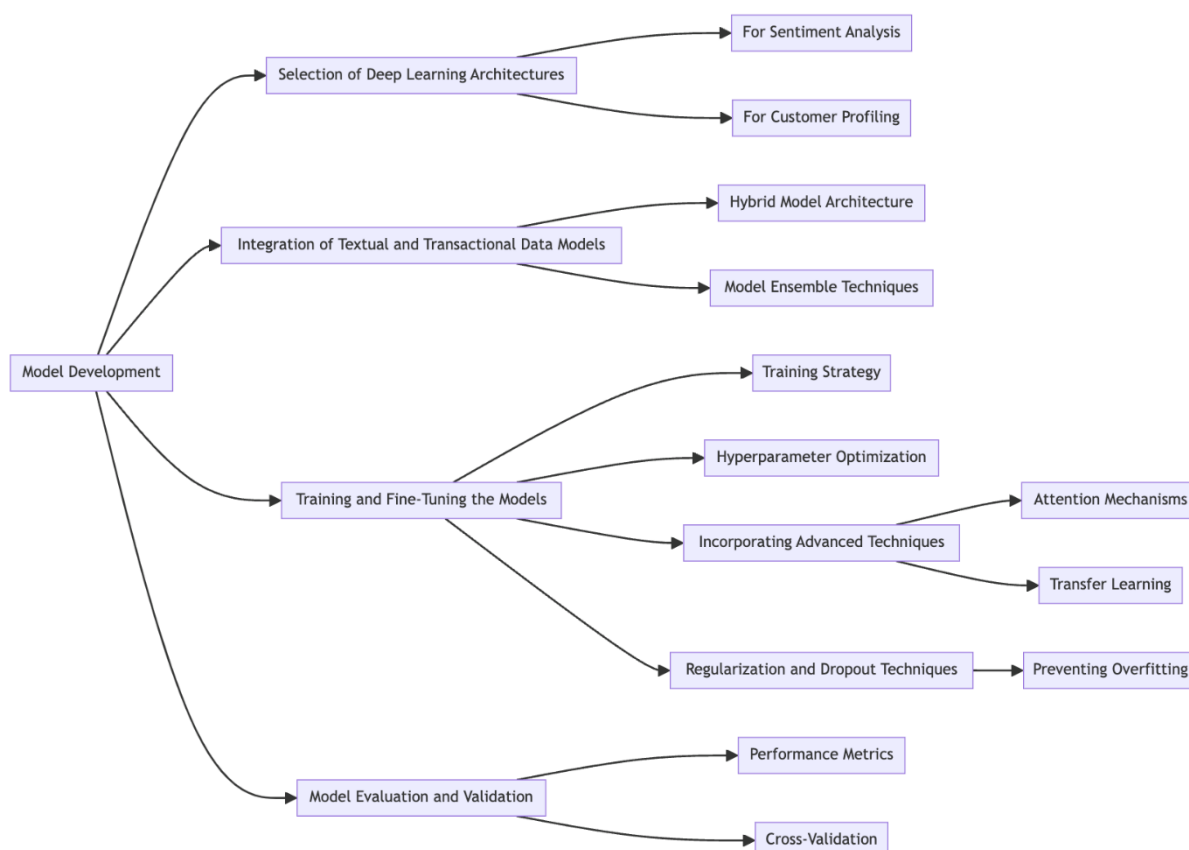 For Sentiment Analysis
Selection of Deep Learning Architectures
For Customer Profiling
Hybrid Model Architecture
Integration of Textual and Transactional Data Models
Model Ensemble Techniques
Model Development
Training Strategy
Hyperparameter Optimization
Training and Fine-Tuning the Models
Attention Mechanisms
Incorporating Advanced Techniques
Transfer Learning
Regularization and Dropout Techniques
Preventing Overfitting
Performance Metrics
Model Evaluation and Validation
Cross-Validation